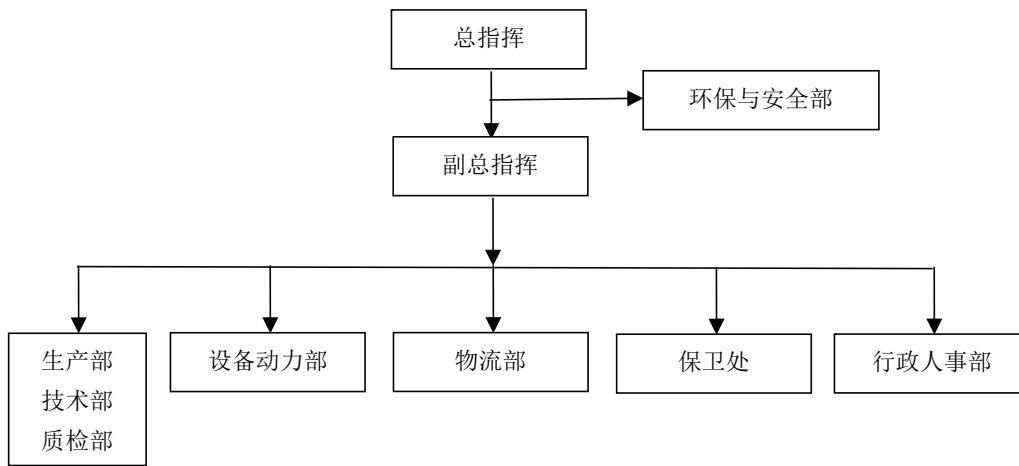 总指挥
环保与安全部
副总指挥
生产部
技术部
质检部
设备动力部
物流部
保卫处
行政人事部